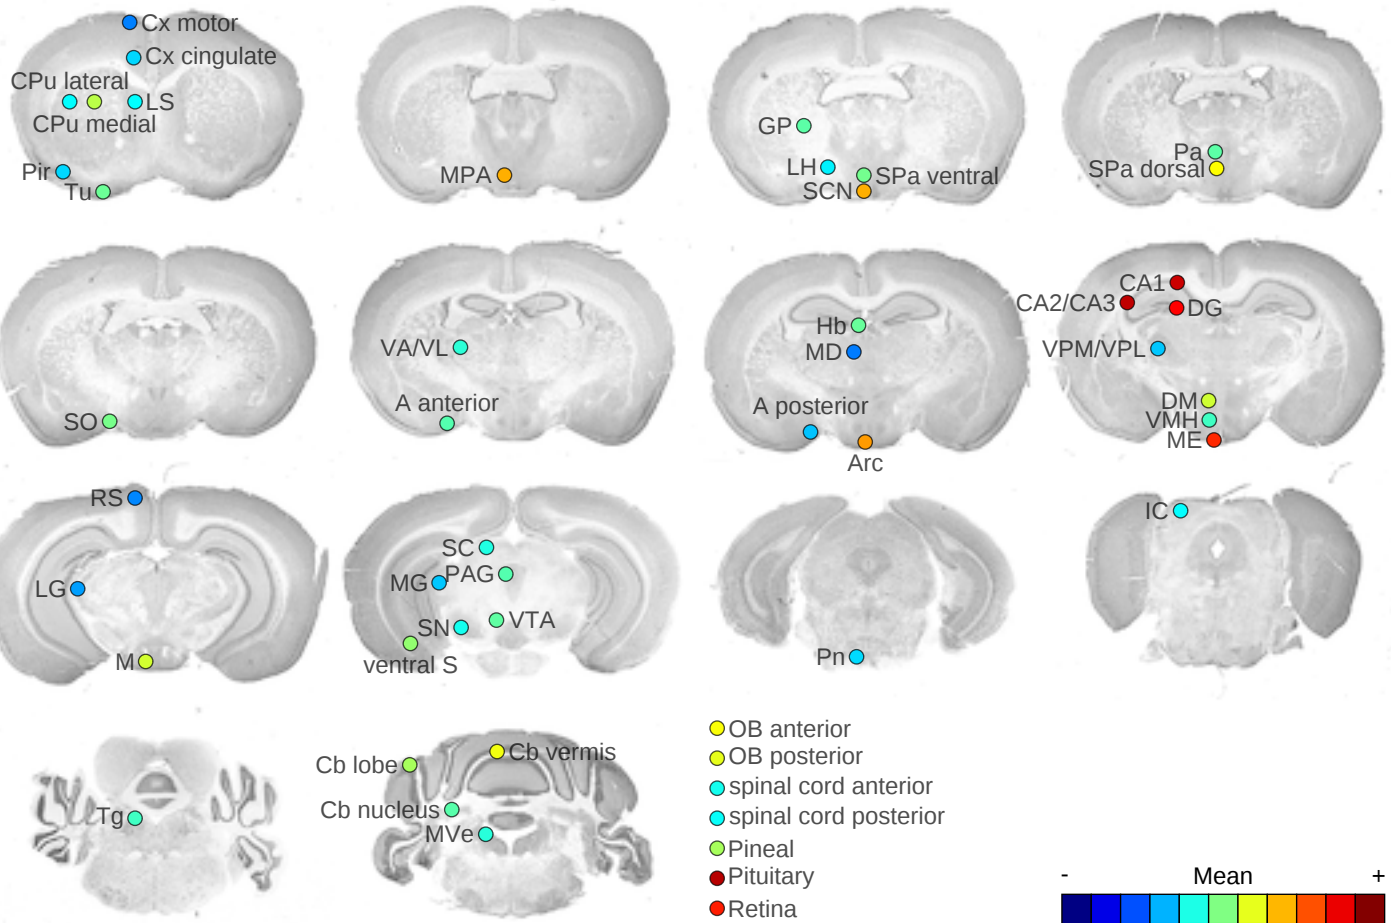 Cx motor
Cx cingulate
CPu lateral
LS
CPu medial
Pir
Tu
MPA
GP
LH
SPa ventral
SCN
Pa
SPa dorsal
SO
VA/VL
A anterior
Hb
MD
A posterior
Arc
CA1
CA2/CA3
DG
VPM/VPL
DM
VMH
ME
RS
LG
M
SC
MG
PAG
SN
VTA
ventral S
Pn
IC
Tg
Cb lobe
Cb vermis
Cb nucleus
MVe
OB anterior
OB posterior
spinal cord anterior
spinal cord posterior
Pineal
Pituitary
Retina
- Mean +